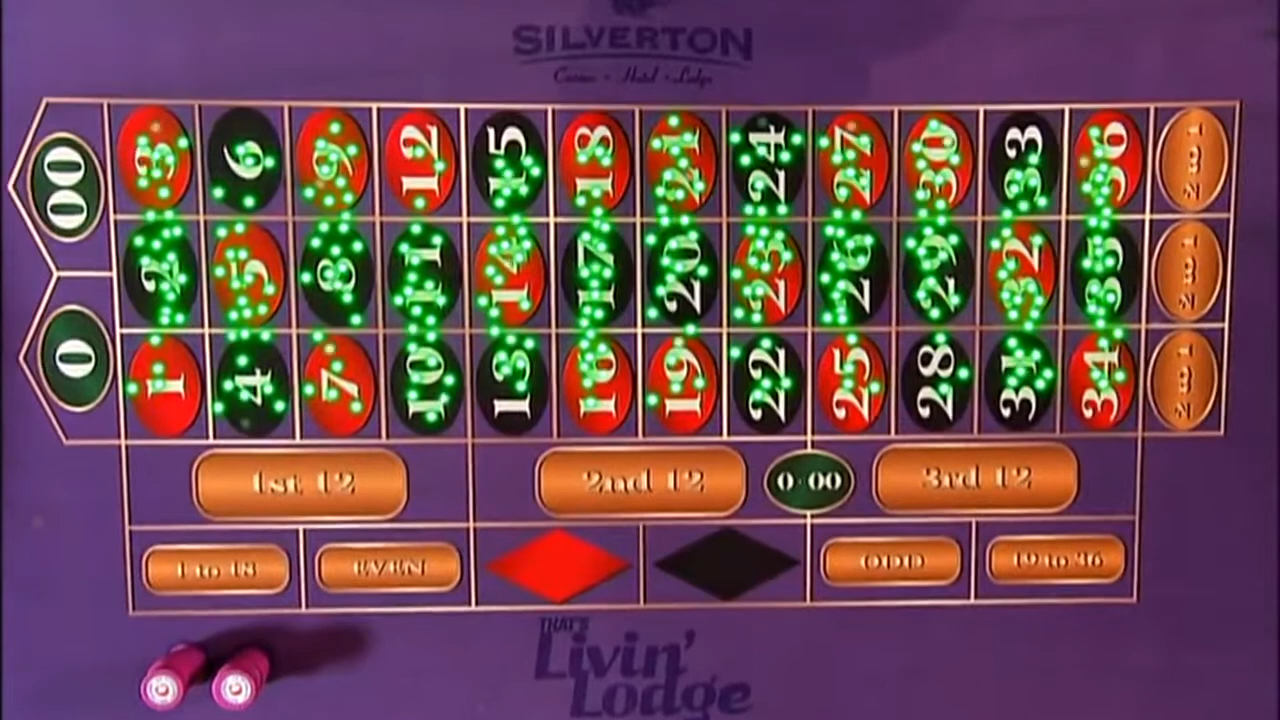 SILVERTON
Casino • Hotel • Lodge
00
3 6 9 12 15 18 21 24 27 30 33 36 2 to 1
2 5 8 11 14 17 20 23 26 29 32 35 2 to 1
0
1 4 7 10 13 16 19 22 25 28 31 34 2 to 1
1st 12 2nd 12 0·00 3rd 12
1 to 18 EVEN ODD 19 to 36
THAT'S
Livin'
Lodge